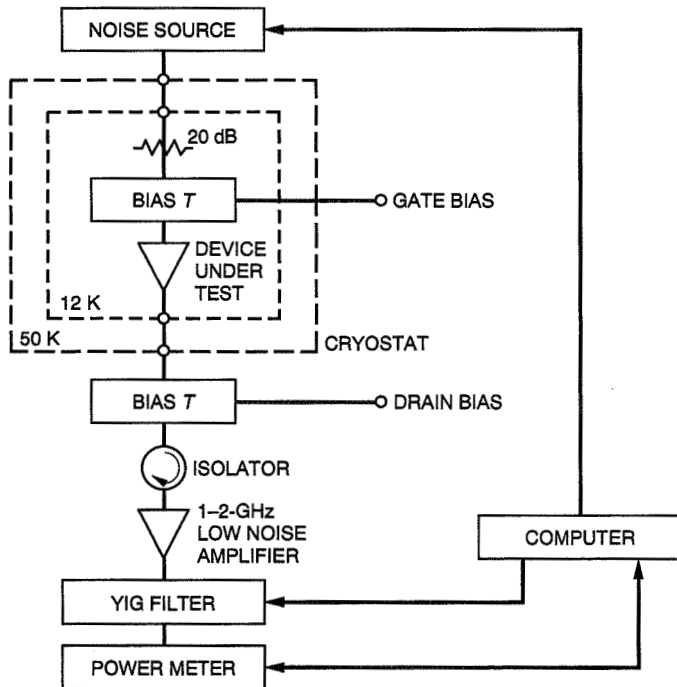 NOISE SOURCE
20 dB
BIAS T
GATE BIAS
DEVICE
UNDER
TEST
12 K
50 K
CRYOSTAT
BIAS T
DRAIN BIAS
ISOLATOR
1–2-GHz
LOW NOISE
AMPLIFIER
COMPUTER
YIG FILTER
POWER METER